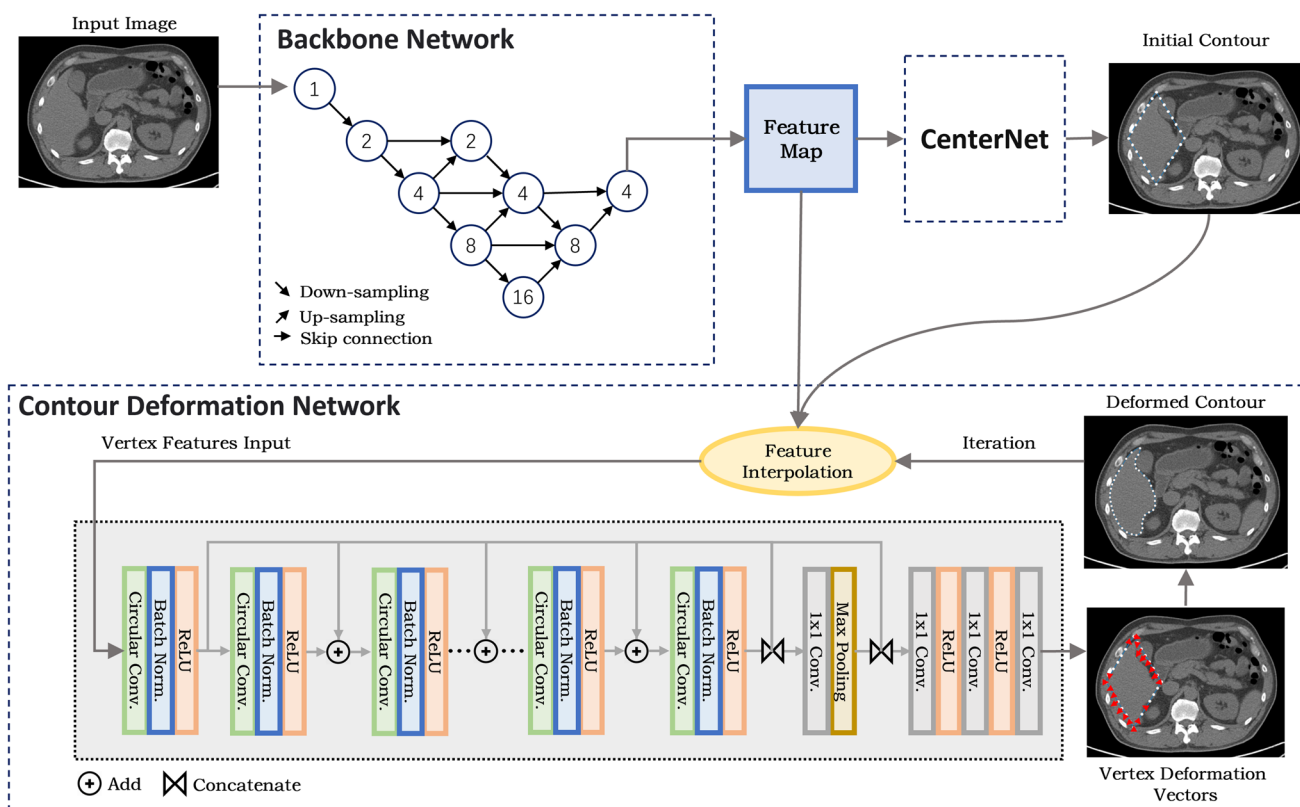 Input Image
Backbone Network
1
2
2
4
4
4
8
8
16
Down-sampling
Up-sampling
Skip connection
Feature
Map
CenterNet
Initial Contour
Contour Deformation Network
Vertex Features Input
Feature
Interpolation
Iteration
Deformed Contour
Circular Conv.
Batch Norm.
ReLU
Circular Conv.
Batch Norm.
ReLU
Circular Conv.
Batch Norm.
ReLU
Circular Conv.
Batch Norm.
ReLU
Circular Conv.
Batch Norm.
ReLU
1x1 Conv.
Max Pooling
1x1 Conv.
ReLU
1x1 Conv.
ReLU
1x1 Conv.
Add
Concatenate
Vertex Deformation
Vectors